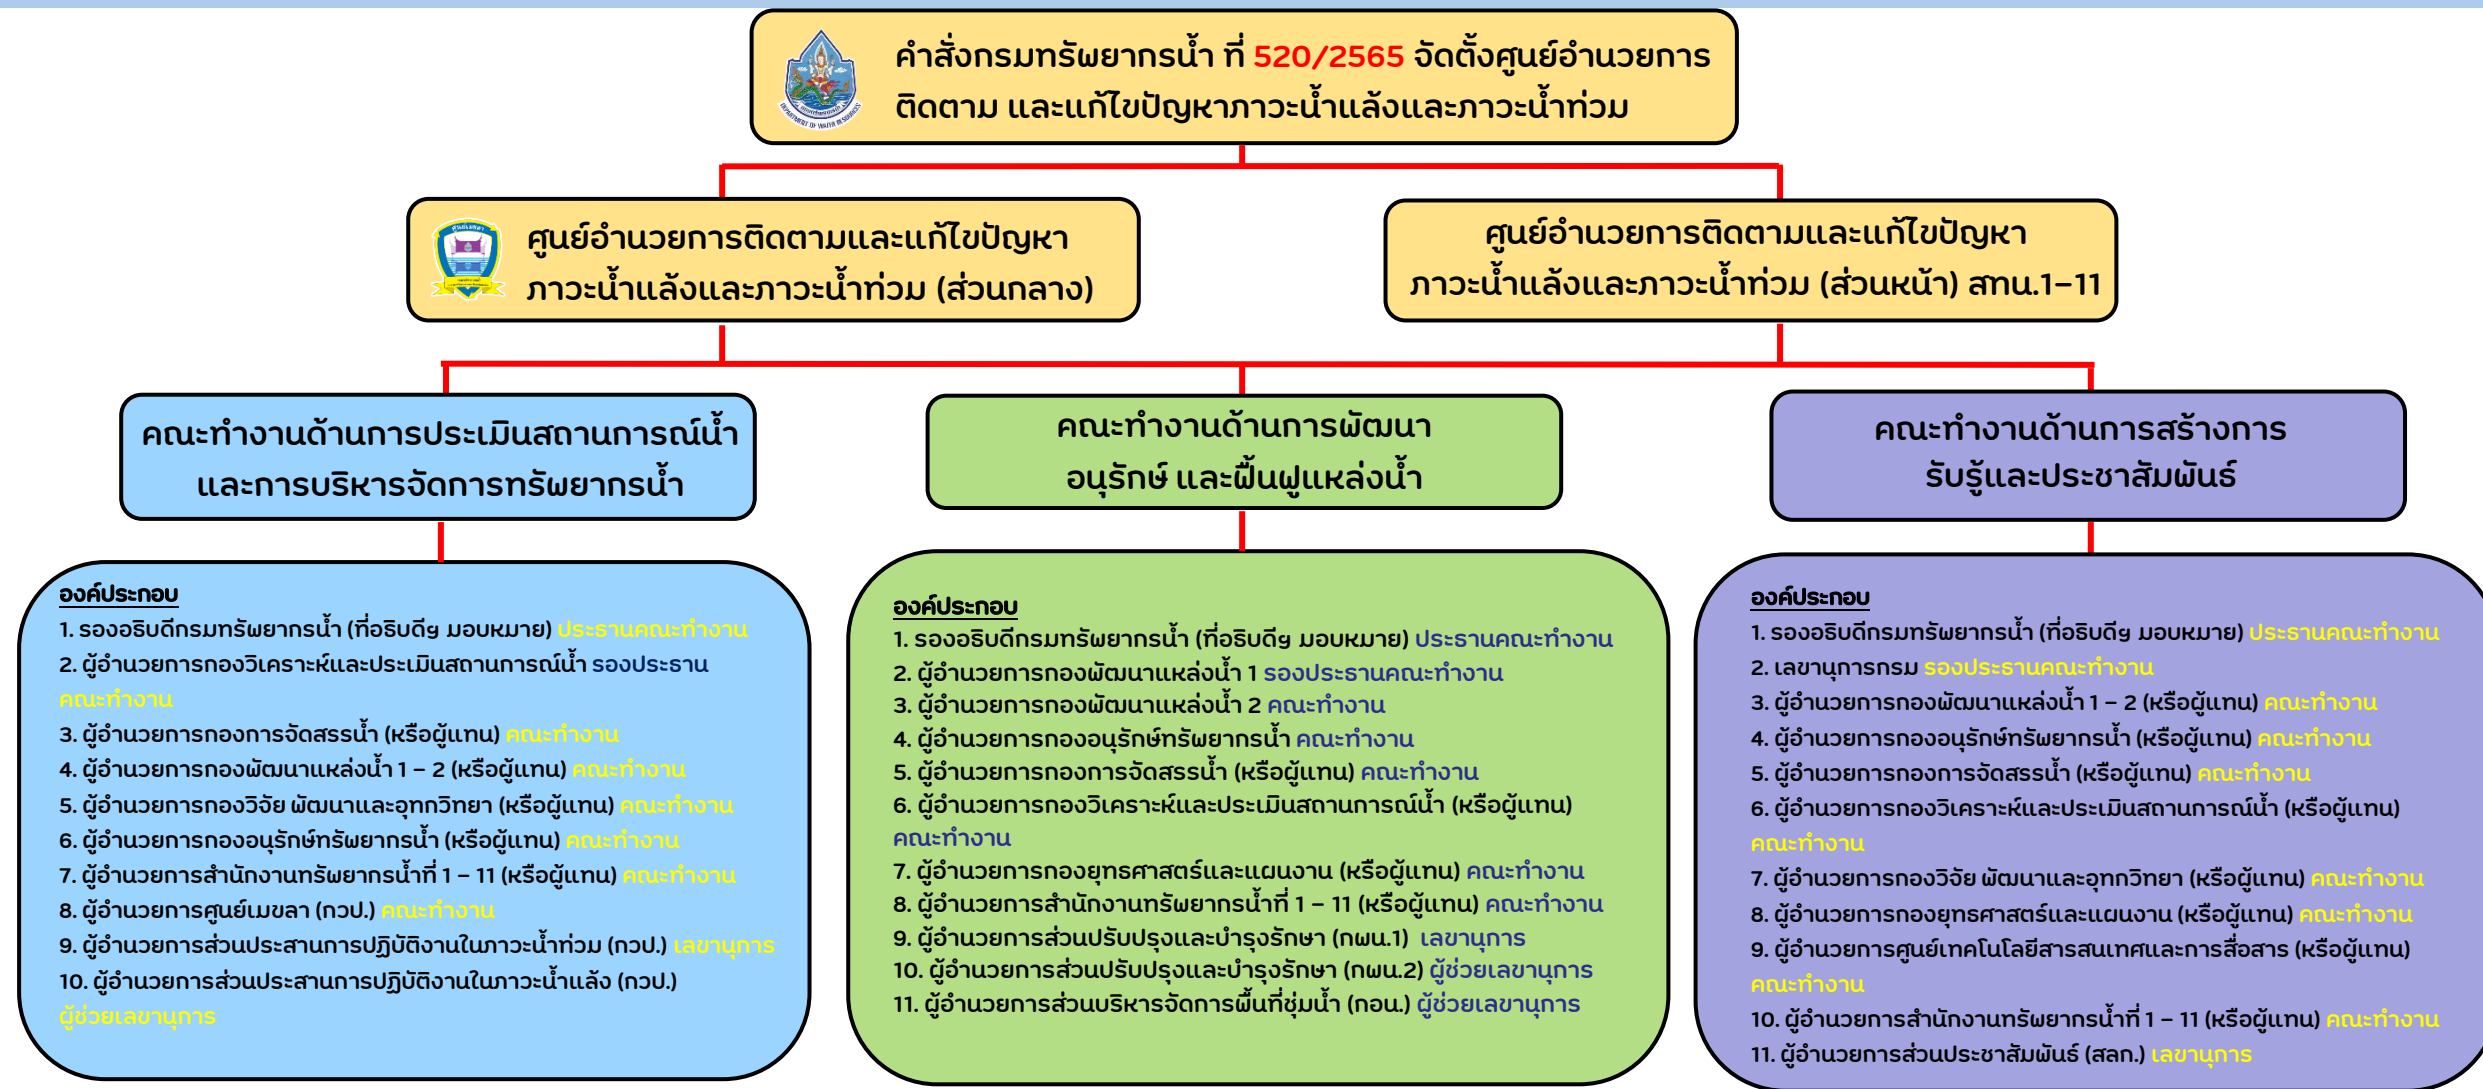 คำสั่งกรมทรัพยากรน้ำ ที่ 520/2565 จัดตั้งศูนย์อำนวยการ
ติดตาม และแก้ไขปัญหาภาวะน้ำแล้งและภาวะน้ำท่วม
ศูนย์อำนวยการติดตามและแก้ไขปัญหา
ภาวะน้ำแล้งและภาวะน้ำท่วม (ส่วนกลาง)
ศูนย์อำนวยการติดตามและแก้ไขปัญหา
ภาวะน้ำแล้งและภาวะน้ำท่วม (ส่วนหน้า) สทน.1-11
คณะทำงานด้านการประเมินสถานการณ์น้ำ
และการบริหารจัดการทรัพยากรน้ำ
องค์ประกอบ
1. รองอธิบดีกรมทรัพยากรน้ำ (ที่อธิบดีฯ มอบหมาย) ประธานคณะทำงาน
2. ผู้อำนวยการกองวิเคราะห์และประเมินสถานการณ์น้ำ รองประธาน
คณะทำงาน
3. ผู้อำนวยการกองการจัดสรรน้ำ (หรือผู้แทน) คณะทำงาน
4. ผู้อำนวยการกองพัฒนาแหล่งน้ำ 1 – 2 (หรือผู้แทน) คณะทำงาน
5. ผู้อำนวยการกองวิจัย พัฒนาและอุทกวิทยา (หรือผู้แทน) คณะทำงาน
6. ผู้อำนวยการกองอนุรักษ์ทรัพยากรน้ำ (หรือผู้แทน) คณะทำงาน
7. ผู้อำนวยการสำนักงานทรัพยากรน้ำที่ 1 – 11 (หรือผู้แทน) คณะทำงาน
8. ผู้อำนวยการศูนย์เมขลา (กวป.) คณะทำงาน
9. ผู้อำนวยการส่วนประสานการปฏิบัติงานในภาวะน้ำท่วม (กวป.) เลขานุการ
10. ผู้อำนวยการส่วนประสานการปฏิบัติงานในภาวะน้ำแล้ง (กวป.)
ผู้ช่วยเลขานุการ
คณะทำงานด้านการพัฒนา
อนุรักษ์ และฟื้นฟูแหล่งน้ำ
องค์ประกอบ
1. รองอธิบดีกรมทรัพยากรน้ำ (ที่อธิบดีฯ มอบหมาย) ประธานคณะทำงาน
2. ผู้อำนวยการกองพัฒนาแหล่งน้ำ 1 รองประธานคณะทำงาน
3. ผู้อำนวยการกองพัฒนาแหล่งน้ำ 2 คณะทำงาน
4. ผู้อำนวยการกองอนุรักษ์ทรัพยากรน้ำ คณะทำงาน
5. ผู้อำนวยการกองการจัดสรรน้ำ (หรือผู้แทน) คณะทำงาน
6. ผู้อำนวยการกองวิเคราะห์และประเมินสถานการณ์น้ำ (หรือผู้แทน)
คณะทำงาน
7. ผู้อำนวยการกองยุทธศาสตร์และแผนงาน (หรือผู้แทน) คณะทำงาน
8. ผู้อำนวยการสำนักงานทรัพยากรน้ำที่ 1 – 11 (หรือผู้แทน) คณะทำงาน
9. ผู้อำนวยการส่วนปรับปรุงและบำรุงรักษา (กพน.1) เลขานุการ
10. ผู้อำนวยการส่วนปรับปรุงและบำรุงรักษา (กพน.2) ผู้ช่วยเลขานุการ
11. ผู้อำนวยการส่วนบริหารจัดการพื้นที่ชุ่มน้ำ (กอน.) ผู้ช่วยเลขานุการ
คณะทำงานด้านการสร้างการ
รับรู้และประชาสัมพันธ์
องค์ประกอบ
1. รองอธิบดีกรมทรัพยากรน้ำ (ที่อธิบดีฯ มอบหมาย) ประธานคณะทำงาน
2. เลขานุการกรม รองประธานคณะทำงาน
3. ผู้อำนวยการกองพัฒนาแหล่งน้ำ 1 – 2 (หรือผู้แทน) คณะทำงาน
4. ผู้อำนวยการกองอนุรักษ์ทรัพยากรน้ำ (หรือผู้แทน) คณะทำงาน
5. ผู้อำนวยการกองการจัดสรรน้ำ (หรือผู้แทน) คณะทำงาน
6. ผู้อำนวยการกองวิเคราะห์และประเมินสถานการณ์น้ำ (หรือผู้แทน)
คณะทำงาน
7. ผู้อำนวยการกองวิจัย พัฒนาและอุทกวิทยา (หรือผู้แทน) คณะทำงาน
8. ผู้อำนวยการกองยุทธศาสตร์และแผนงาน (หรือผู้แทน) คณะทำงาน
9. ผู้อำนวยการศูนย์เทคโนโลยีสารสนเทศและการสื่อสาร (หรือผู้แทน)
คณะทำงาน
10. ผู้อำนวยการสำนักงานทรัพยากรน้ำที่ 1 – 11 (หรือผู้แทน) คณะทำงาน
11. ผู้อำนวยการส่วนประชาสัมพันธ์ (สลก.) เลขานุการ